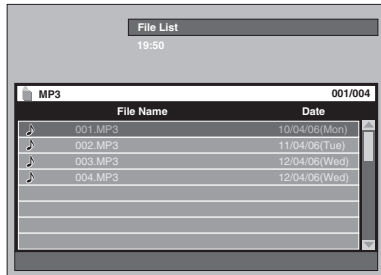 File List
19:50
MP3 001/004
File Name Date
001.MP3 10/04/06(Mon)
002.MP3 11/04/06(Tue)
003.MP3 12/04/06(Wed)
004.MP3 12/04/06(Wed)